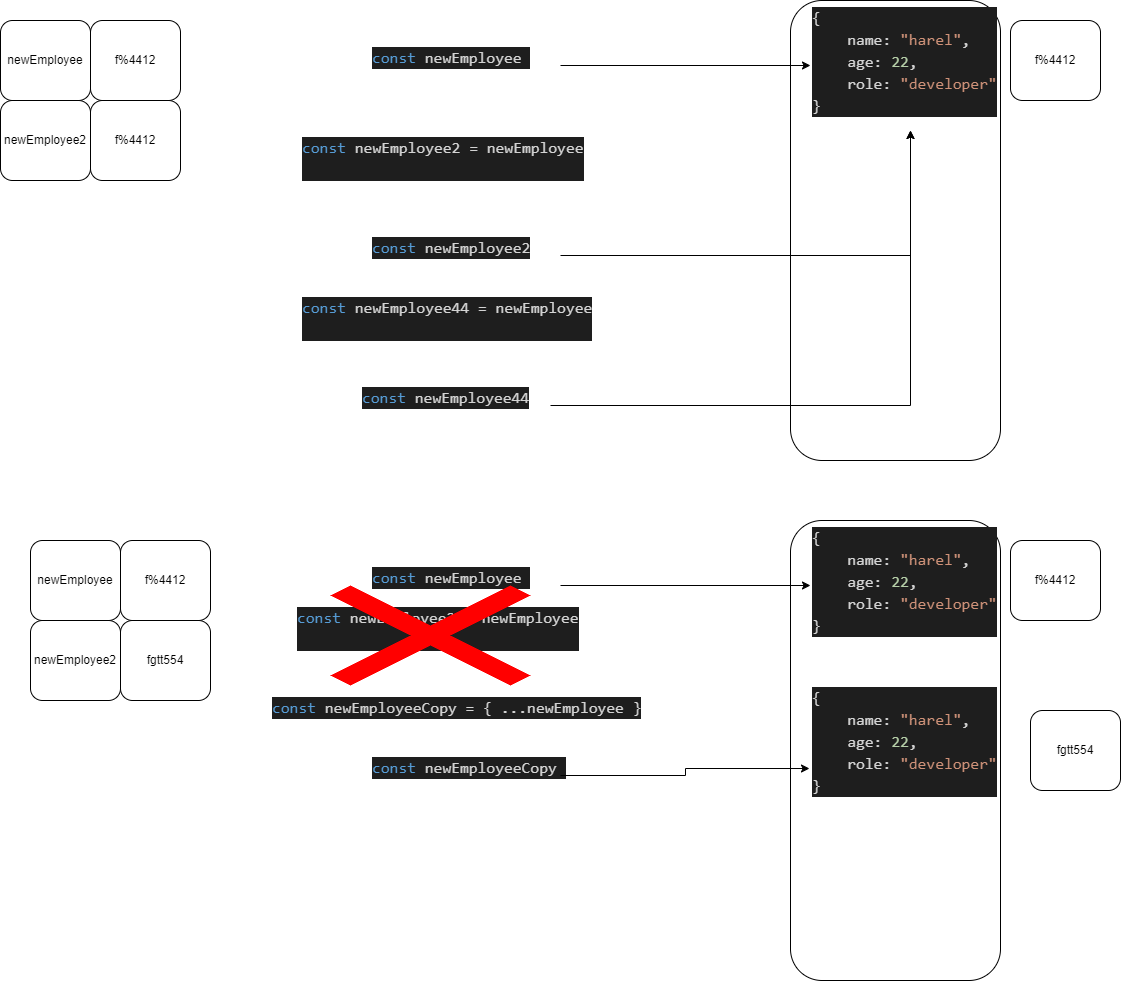 newEmployee
f%4412
newEmployee2
f%4412
const newEmployee
{
name: "harel",
age: 22,
role: "developer"
}
f%4412
const newEmployee2 = newEmployee
const newEmployee2
const newEmployee44 = newEmployee
const newEmployee44
newEmployee
f%4412
newEmployee2
fgtt554
const newEmployee
{
name: "harel",
age: 22,
role: "developer"
}
f%4412
const newEmployee2 = newEmployee
const newEmployeeCopy = { ...newEmployee }
const newEmployeeCopy
{
name: "harel",
age: 22,
role: "developer"
}
fgtt554